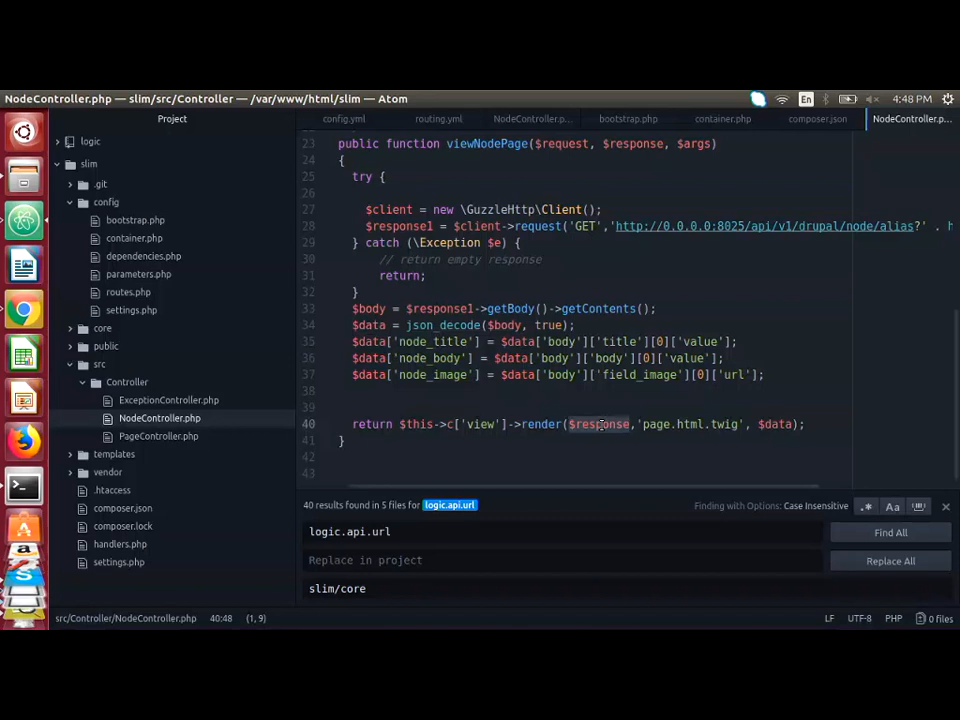 NodeController.php — slim/src/Controller — /var/www/html/slim — Atom
En
4:48 PM
Project
config.yml
routing.yml
NodeController.p...
bootstrap.php
container.php
composer.json
NodeController.p...
logic
slim
.git
config
bootstrap.php
container.php
dependencies.php
parameters.php
routes.php
settings.php
core
public
src
Controller
ExceptionController.php
NodeController.php
PageController.php
templates
vendor
.htaccess
composer.json
composer.lock
handlers.php
settings.php
23 public function viewNodePage($request, $response, $args)
24 {
25 try {
26
27 $client = new \GuzzleHttp\Client();
28 $response1 = $client->request('GET','http://0.0.0.0:8025/api/v1/drupal/node/alias?' .
29 } catch (\Exception $e) {
30 // return empty response
31 return;
32 }
33 $body = $response1->getBody()->getContents();
34 $data = json_decode($body, true);
35 $data['node_title'] = $data['body']['title'][0]['value'];
36 $data['node_body'] = $data['body']['body'][0]['value'];
37 $data['node_image'] = $data['body']['field_image'][0]['url'];
38
39
40 return $this->c['view']->render($response,'page.html.twig', $data);
41 }
42
43
40 results found in 5 files for logic.api.url
Finding with Options: Case Insensitive
.* Aa
logic.api.url
Find All
Replace in project
Replace All
slim/core
src/Controller/NodeController.php 40:48 (1, 9)
LF UTF-8 PHP 0 files